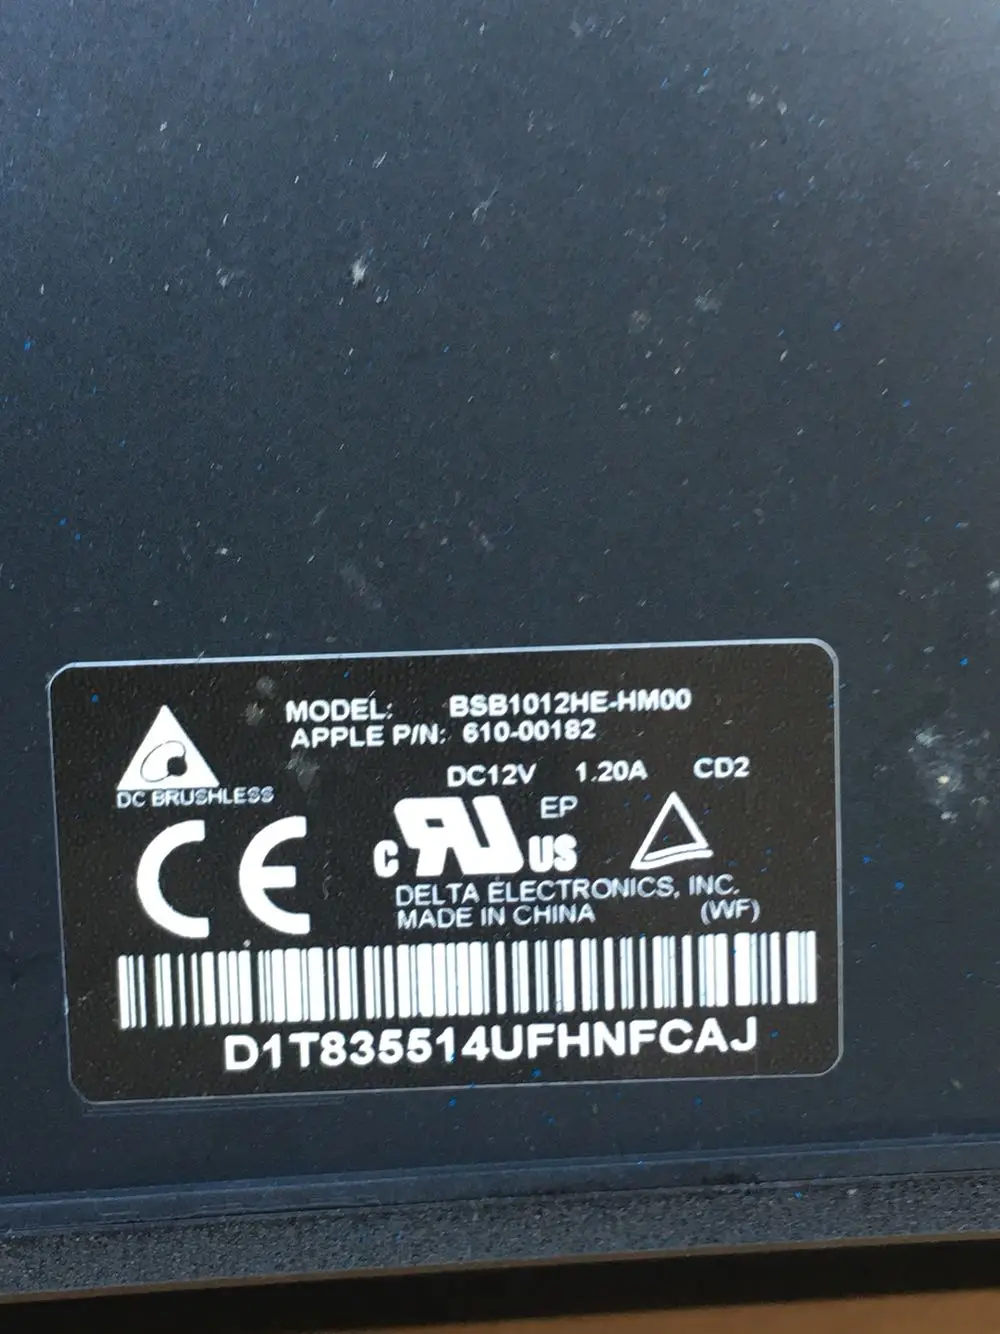 MODEL: BSB1012HE-HM00
APPLE P/N: 610-00182
DC12V 1.20A CD2
DC BRUSHLESS
CE
EP
c RU US
DELTA ELECTRONICS, INC.
MADE IN CHINA (WF)
D1T835514UFHNFCAJ